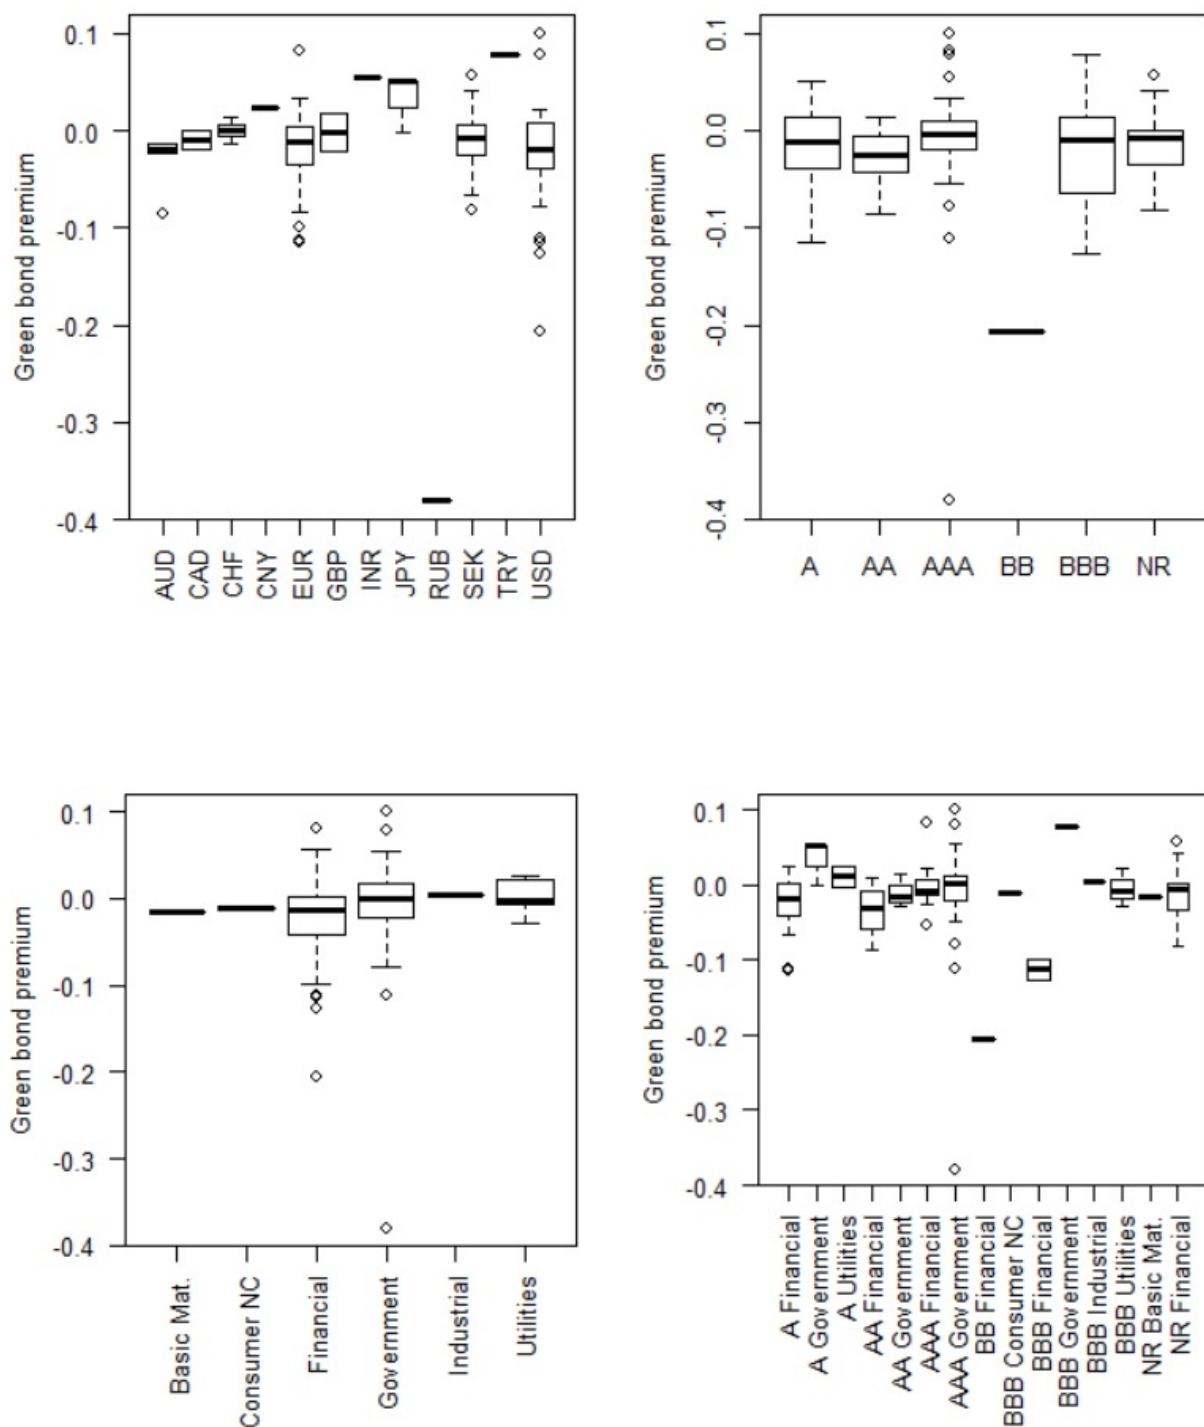 Green bond premium
0.1
0.0
-0.1
-0.2
-0.3
-0.4
AUD
CAD
CHF
CNY
EUR
GBP
INR
JPY
RUB
SEK
TRY
USD
Green bond premium
0.1
0.0
-0.1
-0.2
-0.3
-0.4
A
AA
AAA
BB
BBB
NR
Green bond premium
0.1
0.0
-0.1
-0.2
-0.3
-0.4
Basic Mat.
Consumer NC
Financial
Government
Industrial
Utilities
Green bond premium
0.1
0.0
-0.1
-0.2
-0.3
-0.4
A Financial
A Government
A Utilities
AA Financial
AA Government
AAA Financial
AAA Government
BB Financial
BBB Consumer NC
BBB Financial
BBB Government
BBB Industrial
BBB Utilities
NR Basic Mat.
NR Financial